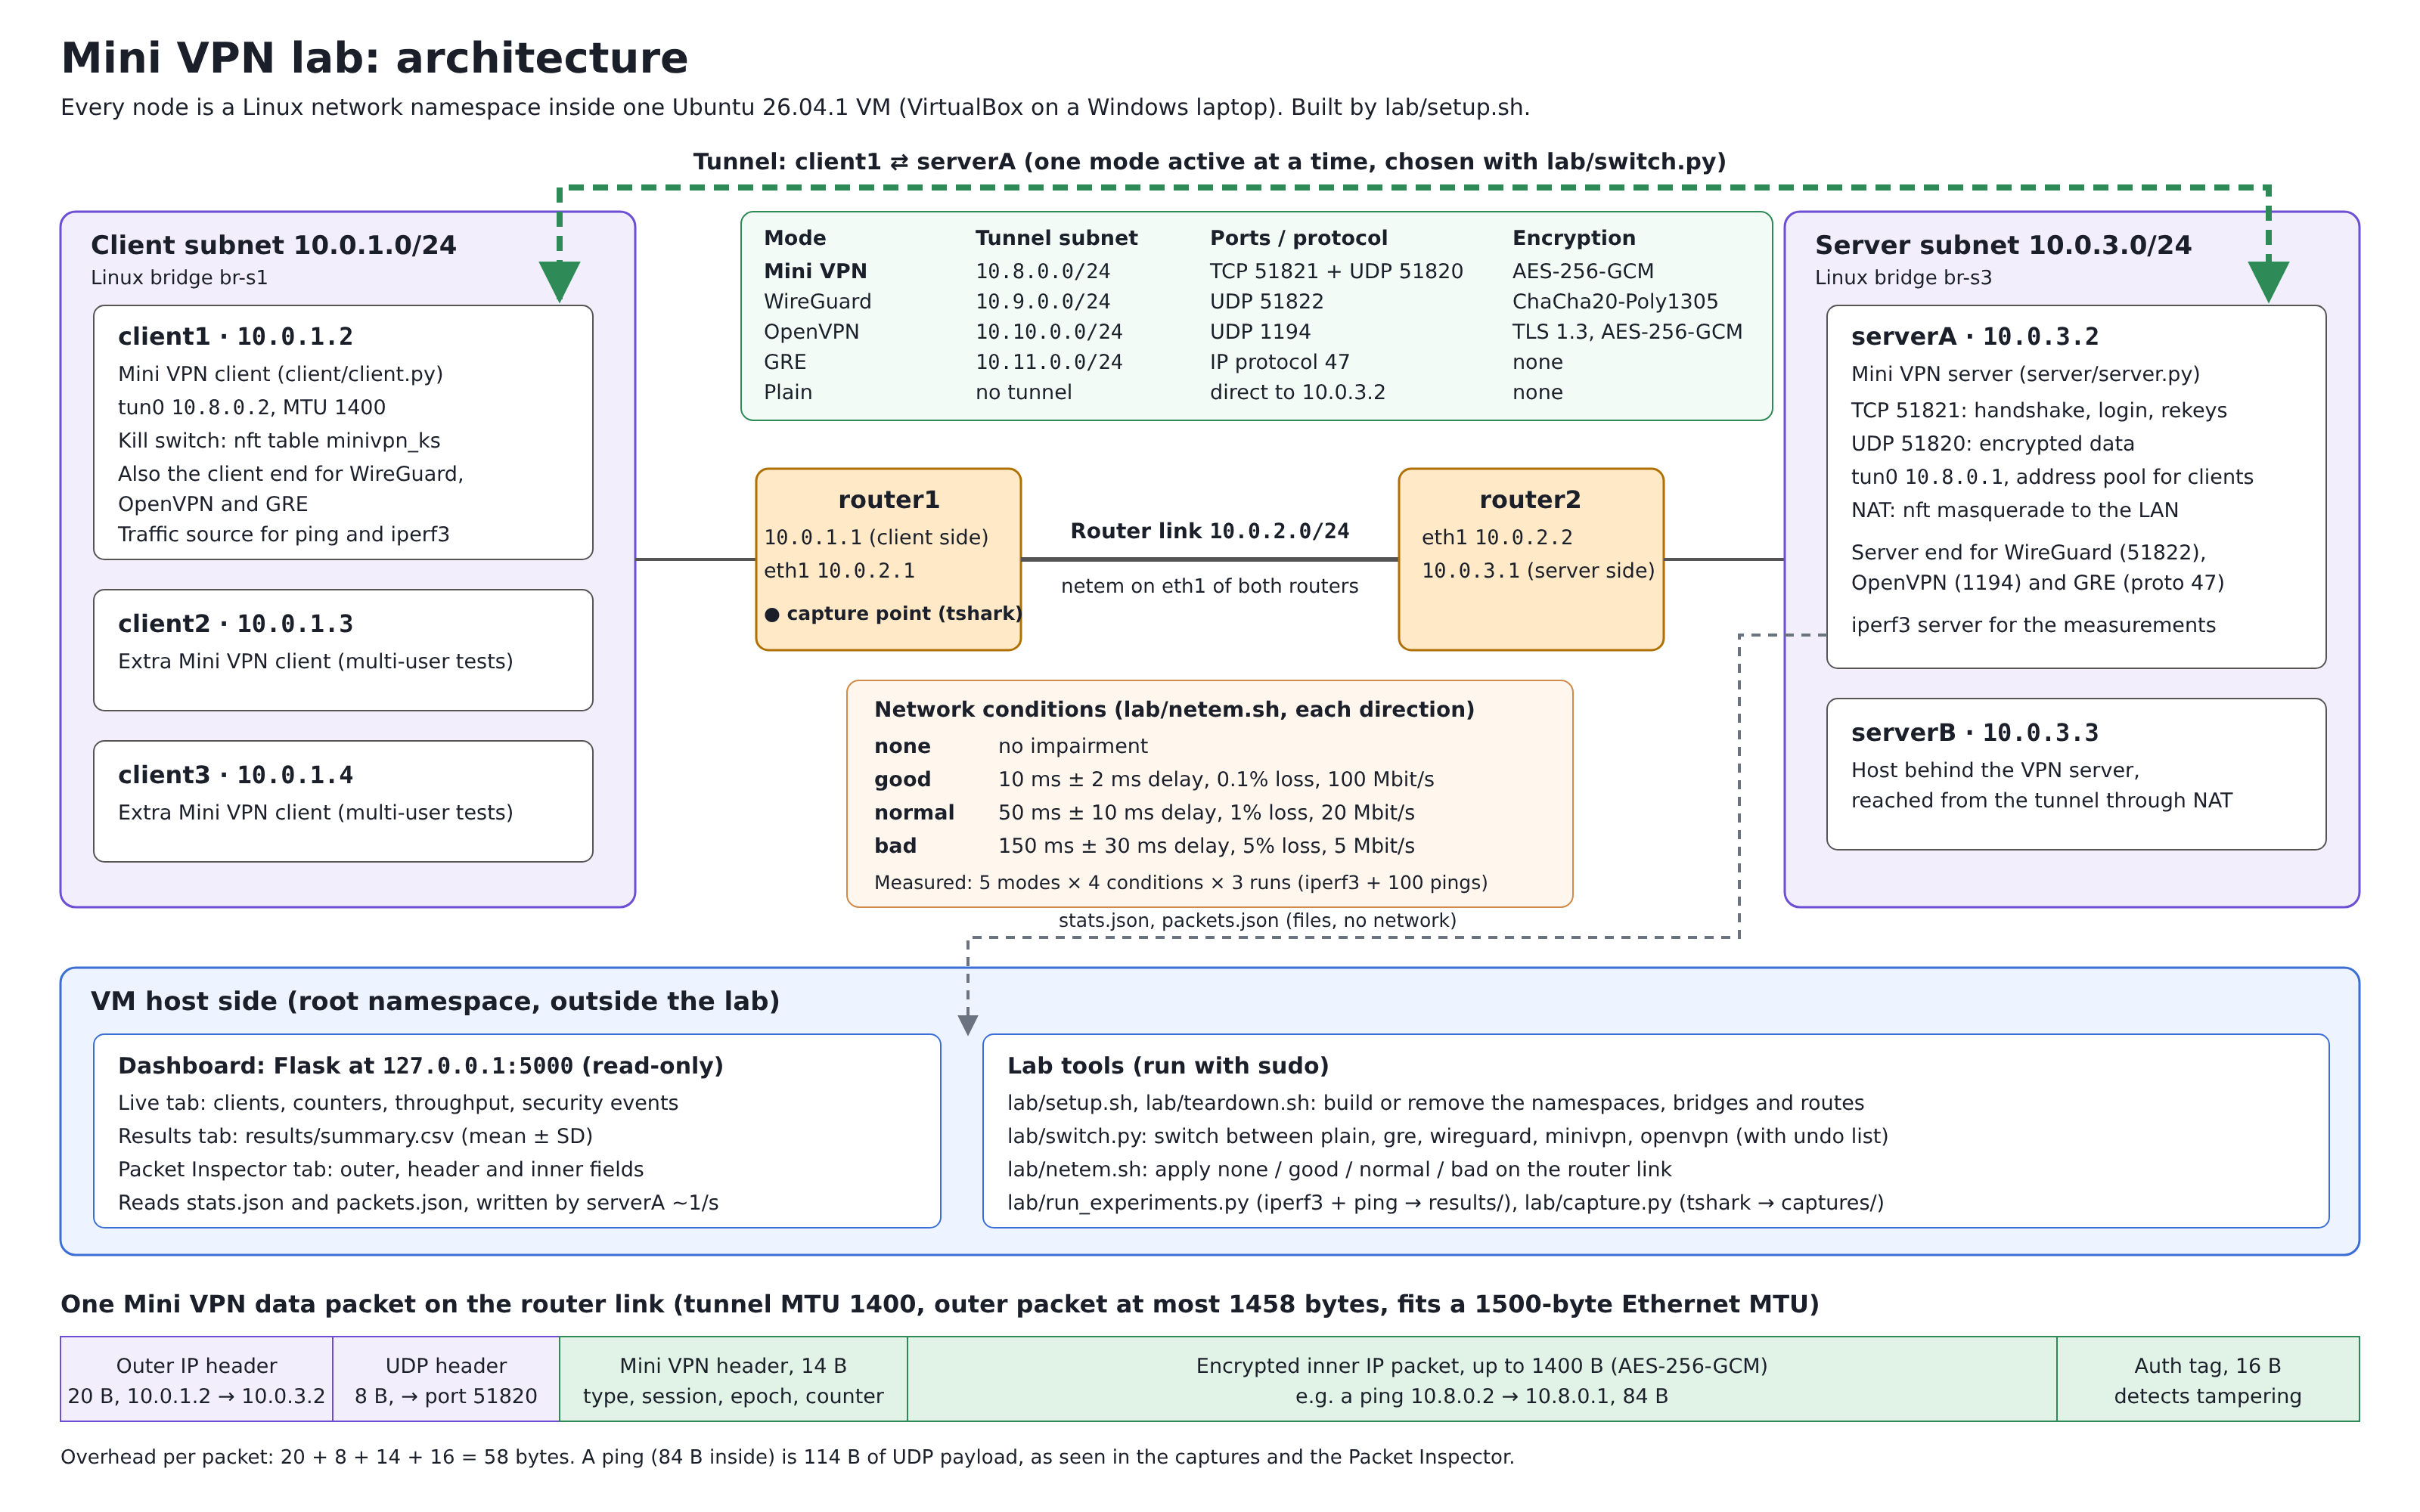 Mini VPN lab: architecture
Every node is a Linux network namespace inside one Ubuntu 26.04.1 VM (VirtualBox on a Windows laptop). Built by lab/setup.sh.
Tunnel: client1 ⇄ serverA (one mode active at a time, chosen with lab/switch.py)
Client subnet 10.0.1.0/24
Linux bridge br-s1
client1 · 10.0.1.2
Mini VPN client (client/client.py)
tun0 10.8.0.2, MTU 1400
Kill switch: nft table minivpn_ks
Also the client end for WireGuard,
OpenVPN and GRE
Traffic source for ping and iperf3
client2 · 10.0.1.3
Extra Mini VPN client (multi-user tests)
client3 · 10.0.1.4
Extra Mini VPN client (multi-user tests)
Mode Tunnel subnet Ports / protocol Encryption
Mini VPN 10.8.0.0/24 TCP 51821 + UDP 51820 AES-256-GCM
WireGuard 10.9.0.0/24 UDP 51822 ChaCha20-Poly1305
OpenVPN 10.10.0.0/24 UDP 1194 TLS 1.3, AES-256-GCM
GRE 10.11.0.0/24 IP protocol 47 none
Plain no tunnel direct to 10.0.3.2 none
router1
10.0.1.1 (client side)
eth1 10.0.2.1
● capture point (tshark)
Router link 10.0.2.0/24
netem on eth1 of both routers
router2
eth1 10.0.2.2
10.0.3.1 (server side)
Network conditions (lab/netem.sh, each direction)
none no impairment
good 10 ms ± 2 ms delay, 0.1% loss, 100 Mbit/s
normal 50 ms ± 10 ms delay, 1% loss, 20 Mbit/s
bad 150 ms ± 30 ms delay, 5% loss, 5 Mbit/s
Measured: 5 modes × 4 conditions × 3 runs (iperf3 + 100 pings)
stats.json, packets.json (files, no network)
Server subnet 10.0.3.0/24
Linux bridge br-s3
serverA · 10.0.3.2
Mini VPN server (server/server.py)
TCP 51821: handshake, login, rekeys
UDP 51820: encrypted data
tun0 10.8.0.1, address pool for clients
NAT: nft masquerade to the LAN
Server end for WireGuard (51822),
OpenVPN (1194) and GRE (proto 47)
iperf3 server for the measurements
serverB · 10.0.3.3
Host behind the VPN server,
reached from the tunnel through NAT
VM host side (root namespace, outside the lab)
Dashboard: Flask at 127.0.0.1:5000 (read-only)
Live tab: clients, counters, throughput, security events
Results tab: results/summary.csv (mean ± SD)
Packet Inspector tab: outer, header and inner fields
Reads stats.json and packets.json, written by serverA ~1/s
Lab tools (run with sudo)
lab/setup.sh, lab/teardown.sh: build or remove the namespaces, bridges and routes
lab/switch.py: switch between plain, gre, wireguard, minivpn, openvpn (with undo list)
lab/netem.sh: apply none / good / normal / bad on the router link
lab/run_experiments.py (iperf3 + ping → results/), lab/capture.py (tshark → captures/)
One Mini VPN data packet on the router link (tunnel MTU 1400, outer packet at most 1458 bytes, fits a 1500-byte Ethernet MTU)
Outer IP header
20 B, 10.0.1.2 → 10.0.3.2
UDP header
8 B, → port 51820
Mini VPN header, 14 B
type, session, epoch, counter
Encrypted inner IP packet, up to 1400 B (AES-256-GCM)
e.g. a ping 10.8.0.2 → 10.8.0.1, 84 B
Auth tag, 16 B
detects tampering
Overhead per packet: 20 + 8 + 14 + 16 = 58 bytes. A ping (84 B inside) is 114 B of UDP payload, as seen in the captures and the Packet Inspector.